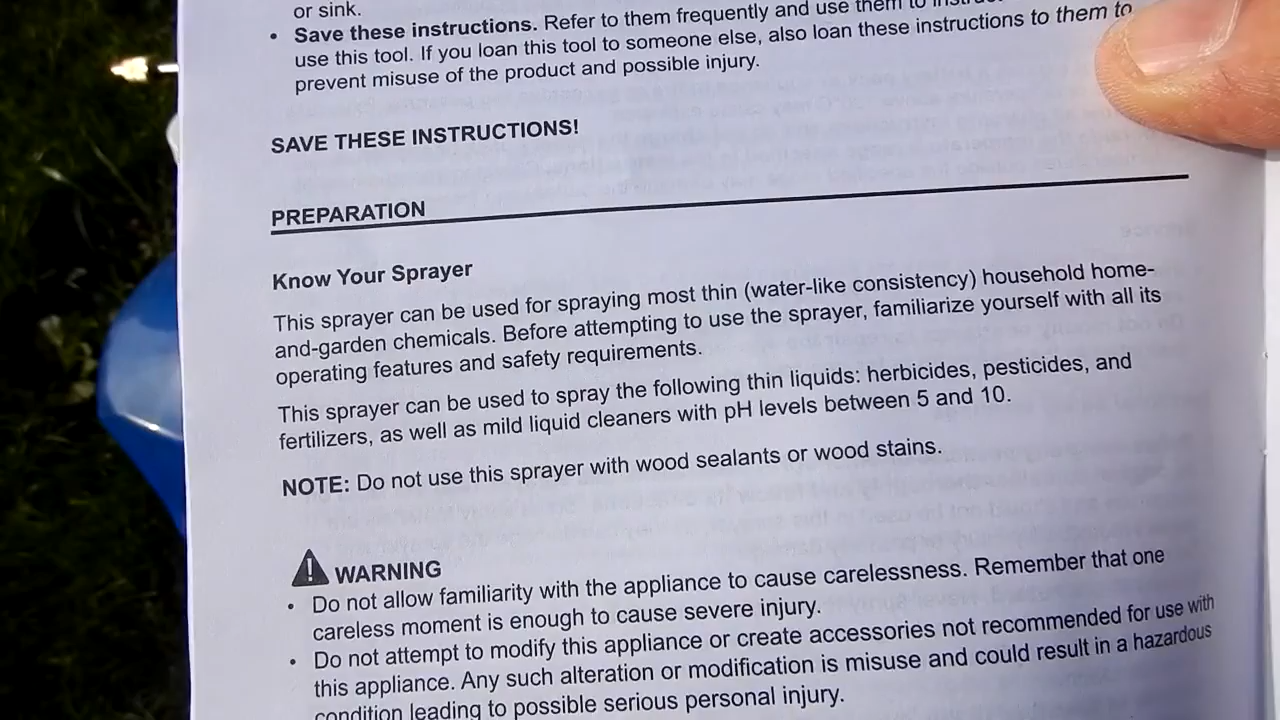 or sink.
• Save these instructions. Refer to them frequently and use them to
use this tool. If you loan this tool to someone else, also loan these instructions to them to
prevent misuse of the product and possible injury.
SAVE THESE INSTRUCTIONS!
PREPARATION
Know Your Sprayer
This sprayer can be used for spraying most thin (water-like consistency) household home-
and-garden chemicals. Before attempting to use the sprayer, familiarize yourself with all its
operating features and safety requirements.
This sprayer can be used to spray the following thin liquids: herbicides, pesticides, and
fertilizers, as well as mild liquid cleaners with pH levels between 5 and 10.
NOTE: Do not use this sprayer with wood sealants or wood stains.
WARNING
• Do not allow familiarity with the appliance to cause carelessness. Remember that one
careless moment is enough to cause severe injury.
• Do not attempt to modify this appliance or create accessories not recommended for use with
this appliance. Any such alteration or modification is misuse and could result in a hazardous
condition leading to possible serious personal injury.